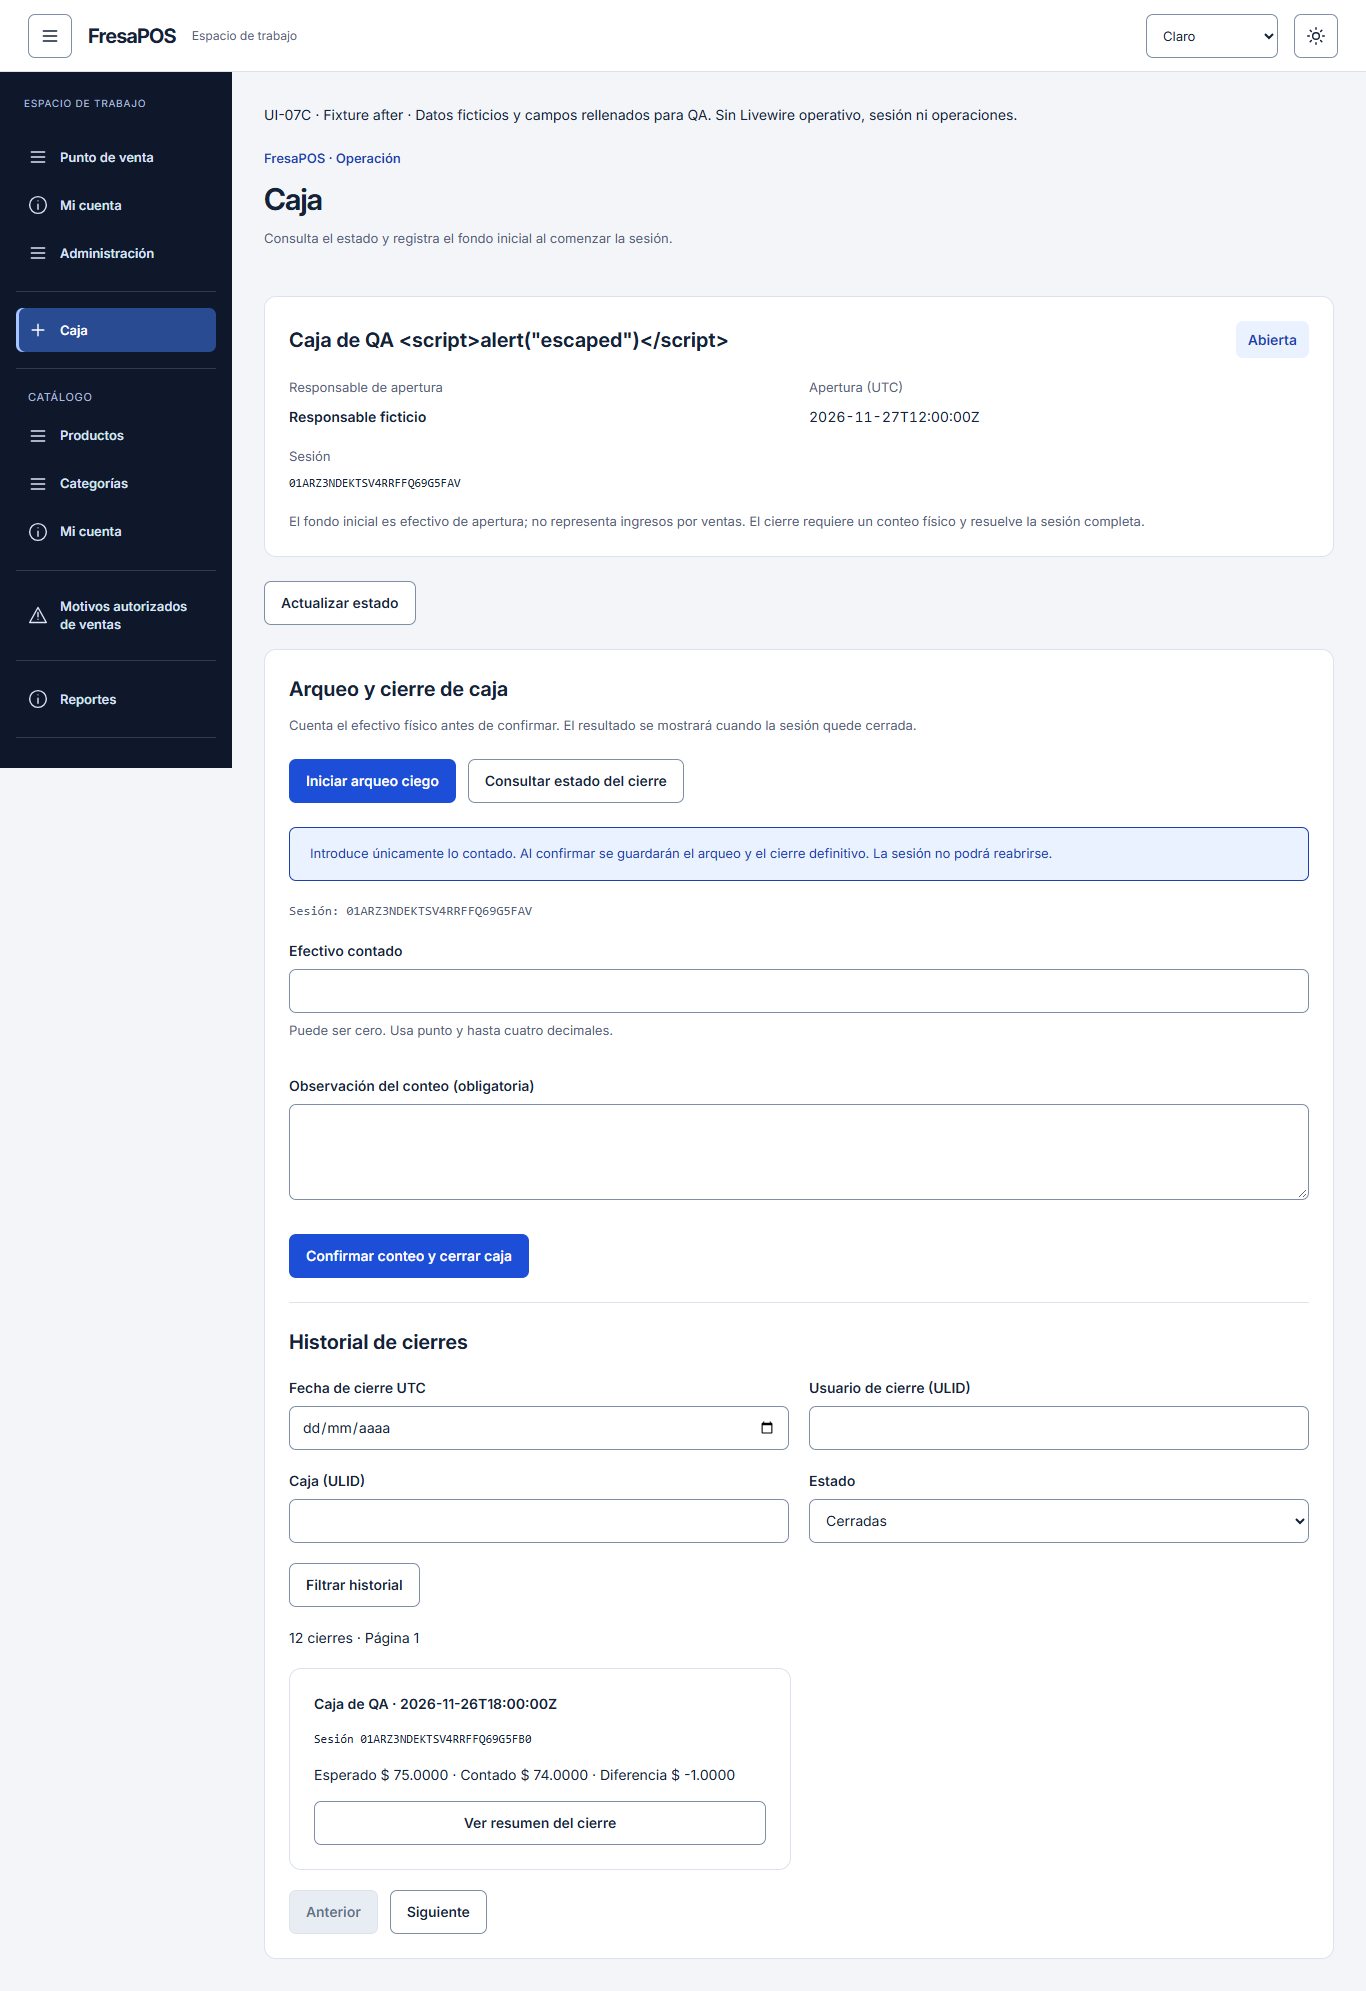 FresaPOS
Espacio de trabajo
Claro
ESPACIO DE TRABAJO
Punto de venta
Mi cuenta
Administración
Caja
CATÁLOGO
Productos
Categorías
Mi cuenta
Motivos autorizados
de ventas
Reportes
UI-07C · Fixture after · Datos ficticios y campos rellenados para QA. Sin Livewire operativo, sesión ni operaciones.
FresaPOS · Operación
Caja
Consulta el estado y registra el fondo inicial al comenzar la sesión.
Caja de QA <script>alert("escaped")</script>
Abierta
Responsable de apertura
Responsable ficticio
Apertura (UTC)
2026-11-27T12:00:00Z
Sesión
01ARZ3NDEKTSV4RRFFQ69G5FAV
El fondo inicial es efectivo de apertura; no representa ingresos por ventas. El cierre requiere un conteo físico y resuelve la sesión completa.
Actualizar estado
Arqueo y cierre de caja
Cuenta el efectivo físico antes de confirmar. El resultado se mostrará cuando la sesión quede cerrada.
Iniciar arqueo ciego
Consultar estado del cierre
Introduce únicamente lo contado. Al confirmar se guardarán el arqueo y el cierre definitivo. La sesión no podrá reabrirse.
Sesión: 01ARZ3NDEKTSV4RRFFQ69G5FAV
Efectivo contado
Puede ser cero. Usa punto y hasta cuatro decimales.
Observación del conteo (obligatoria)
Confirmar conteo y cerrar caja
Historial de cierres
Fecha de cierre UTC
dd/mm/aaaa
Usuario de cierre (ULID)
Caja (ULID)
Estado
Cerradas
Filtrar historial
12 cierres · Página 1
Caja de QA · 2026-11-26T18:00:00Z
Sesión 01ARZ3NDEKTSV4RRFFQ69G5FB0
Esperado $ 75.0000 · Contado $ 74.0000 · Diferencia $ -1.0000
Ver resumen del cierre
Anterior
Siguiente